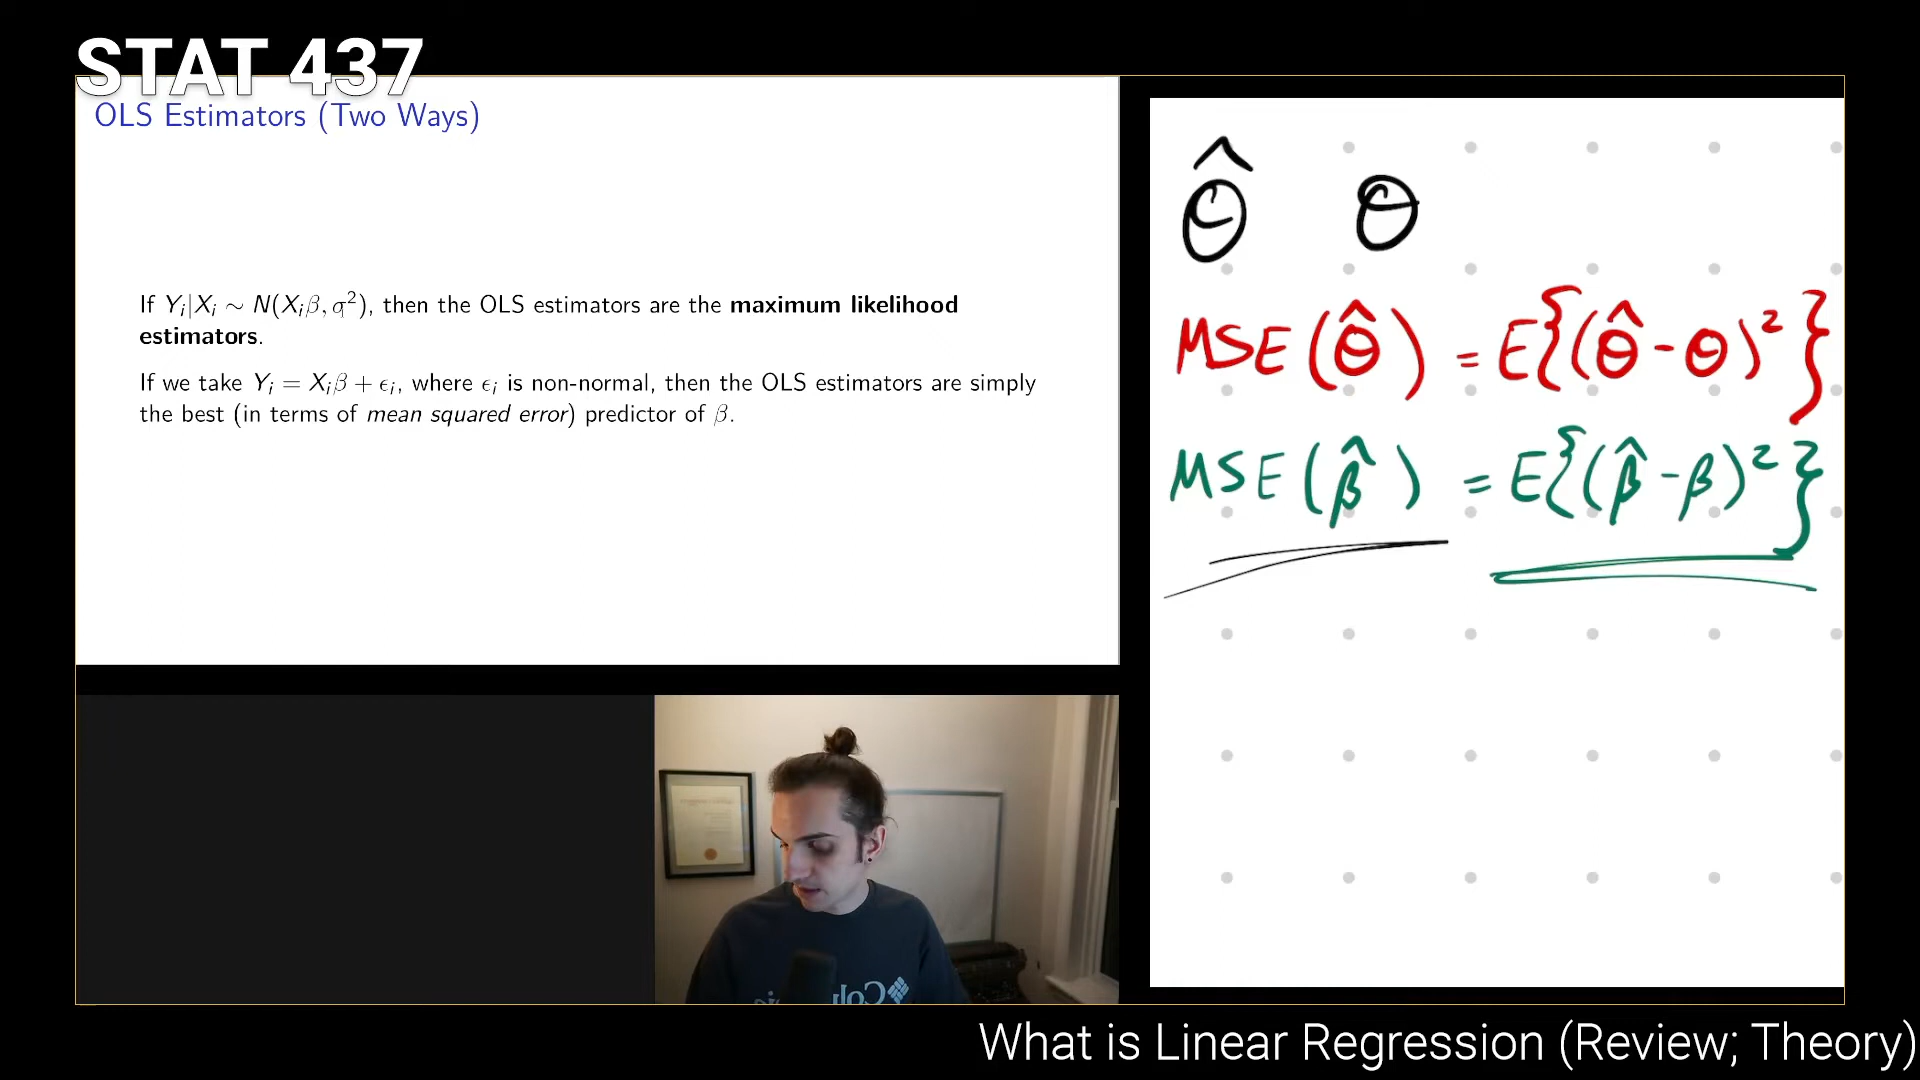 STAT 437
OLS Estimators (Two Ways)
If Yᵢ|Xᵢ ∼ N(Xᵢβ, σ²), then the OLS estimators are the maximum likelihood
estimators.
If we take Yᵢ = Xᵢβ + ϵᵢ, where ϵᵢ is non-normal, then the OLS estimators are simply
the best (in terms of mean squared error) predictor of β.
θ̂ θ
MSE(θ̂) = E{(θ̂ - θ)²}
MSE(β̂) = E{(β̂ - β)²}
What is Linear Regression (Review; Theory)